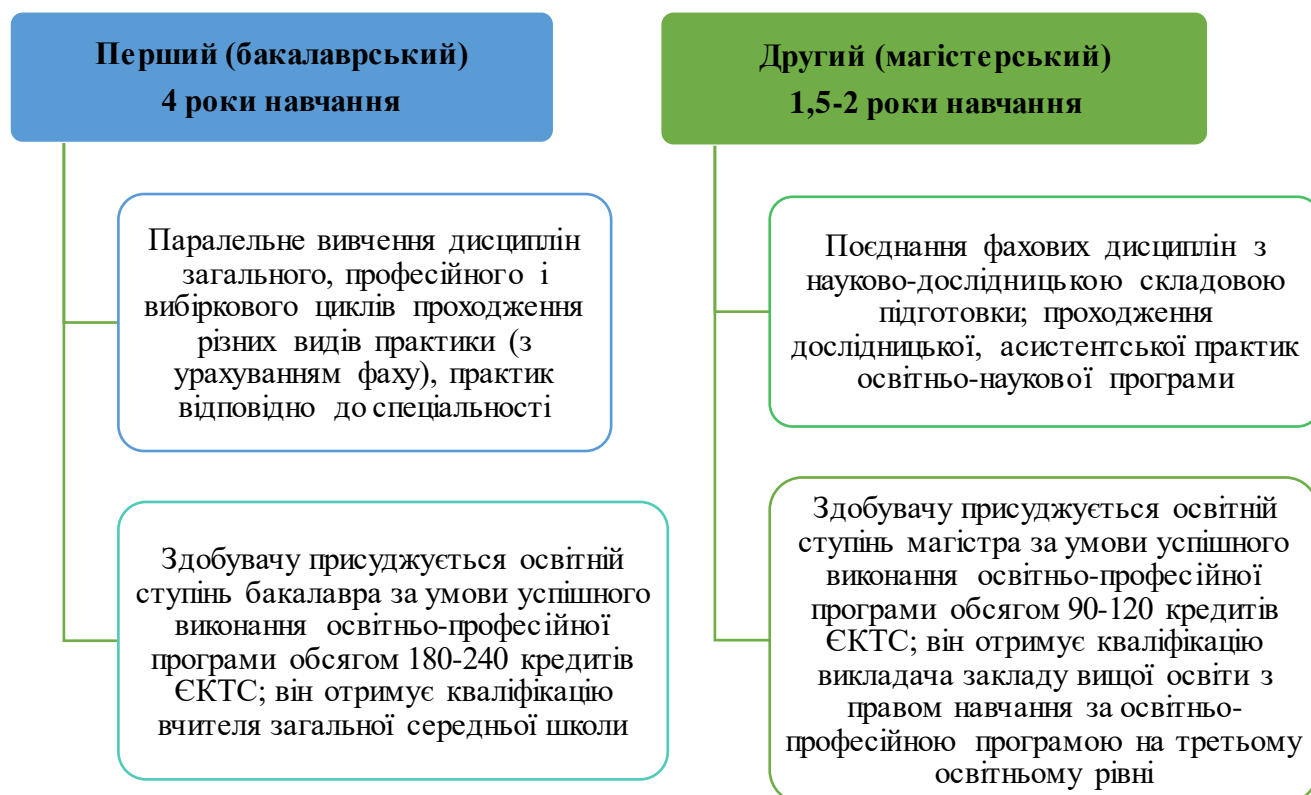 Перший (бакалаврський)
4 роки навчання
Паралельне вивчення дисциплін
загального, професійного і
вибіркового циклів проходження
різних видів практики (з
урахуванням фаху), практик
відповідно до спеціальності
Здобувачу присуджується освітній
ступінь бакалавра за умови успішного
виконання освітньо-професійної
програми обсягом 180-240 кредитів
ЄКТС; він отримує кваліфікацію
вчителя загальної середньої школи
Другий (магістерський)
1,5-2 роки навчання
Поєднання фахових дисциплін з
науково-дослідницькою складовою
підготовки; проходження
дослідницької, асистентської практик
освітньо-наукової програми
Здобувачу присуджується освітній
ступінь магістра за умови успішного
виконання освітньо-професійної
програми обсягом 90-120 кредитів
ЄКТС; він отримує кваліфікацію
викладача закладу вищої освіти з
правом навчання за освітньо-
професійною програмою на третьому
освітньому рівні